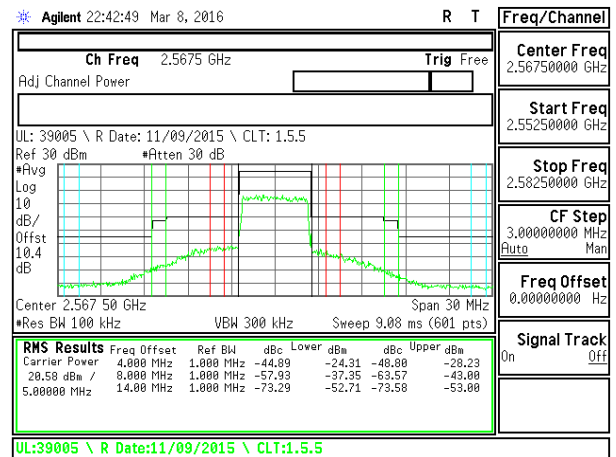 Agilent 22:42:49 Mar 8, 2016 R T
Freq/Channel
Ch Freq 2.5675 GHz Trig Free
Adj Channel Power
Center Freq
2.56750000 GHz
Start Freq
2.55250000 GHz
Stop Freq
2.58250000 GHz
CF Step
3.00000000 MHz
Auto Man
Freq Offset
0.00000000 Hz
Signal Track
On Off
UL: 39005 \ R Date: 11/09/2015 \ CLT: 1.5.5
Ref 30 dBm #Atten 30 dB
#Avg
Log
10
dB/
Offst
10.4
dB
Center 2.567 50 GHz Span 30 MHz
#Res BW 100 kHz VBW 300 kHz Sweep 9.08 ms (601 pts)
RMS Results Freq Offset Ref BW dBc Lower dBm dBc Upper dBm
Carrier Power 4.000 MHz 1.000 MHz -44.89 -24.31 -48.80 -28.23
20.58 dBm / 8.000 MHz 1.000 MHz -57.93 -37.35 -63.57 -43.00
5.00000 MHz 14.00 MHz 1.000 MHz -73.29 -52.71 -73.58 -53.00
UL:39005 \ R Date:11/09/2015 \ CLT:1.5.5